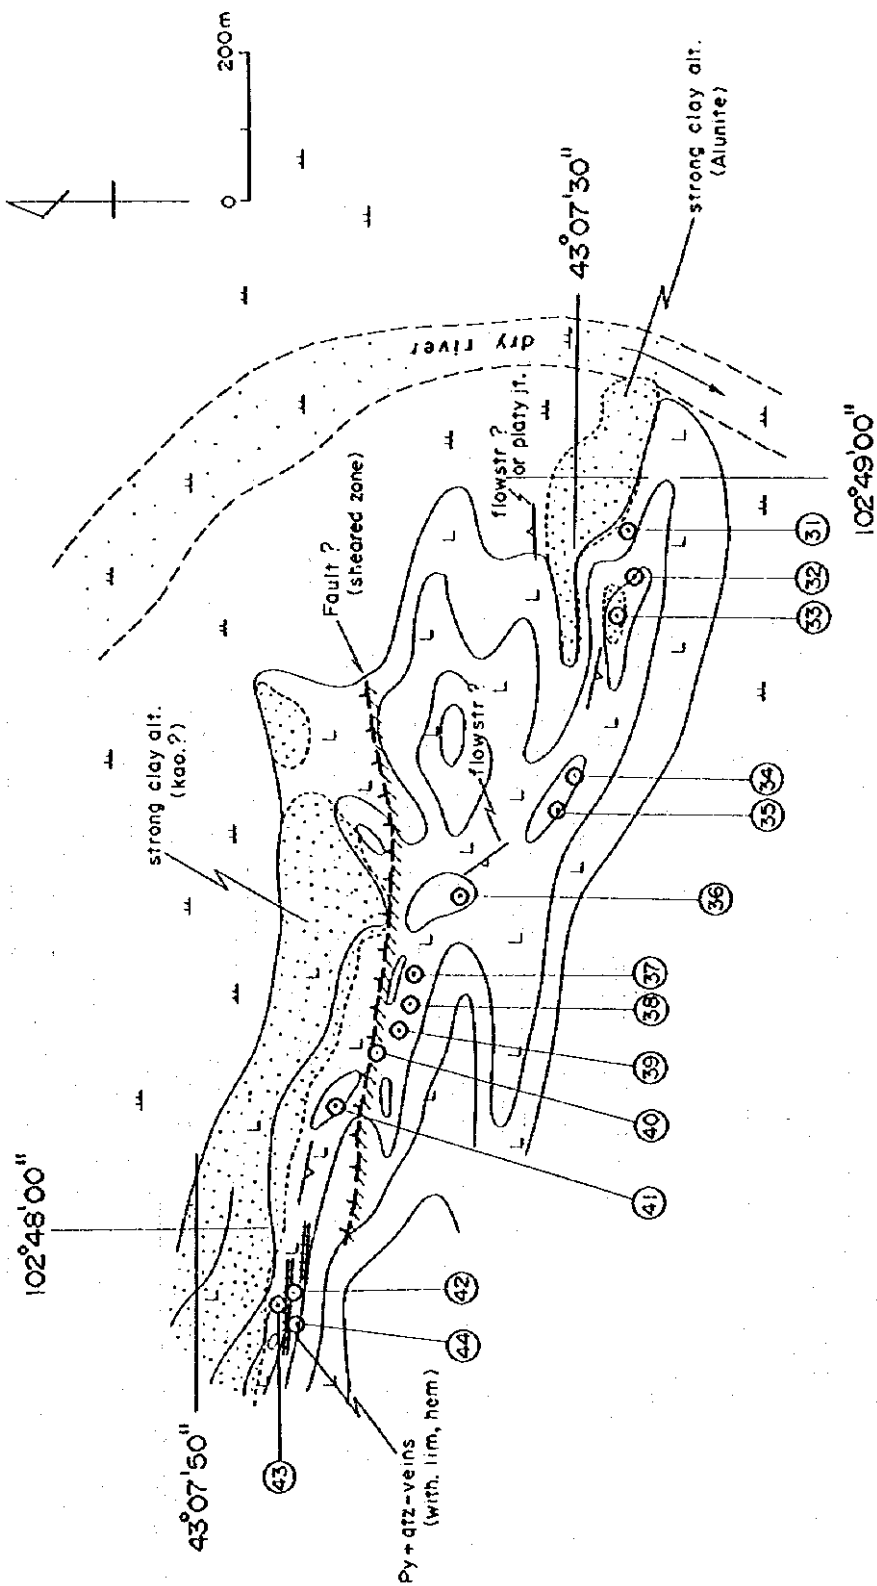 0 200m
102°48'00"
43°07'50"
strong clay alt.
(kao.?)
Fault ?
(sheared zone)
dry river
flowstr ?
or platy jt.
43°07'30"
strong clay alt.
(Alunite)
flowstr ?
Py+qtz-veins
(with. lim, hem)
43
44
42
41
40
39
38
37
36
35
34
33
32
31
102°49'00"